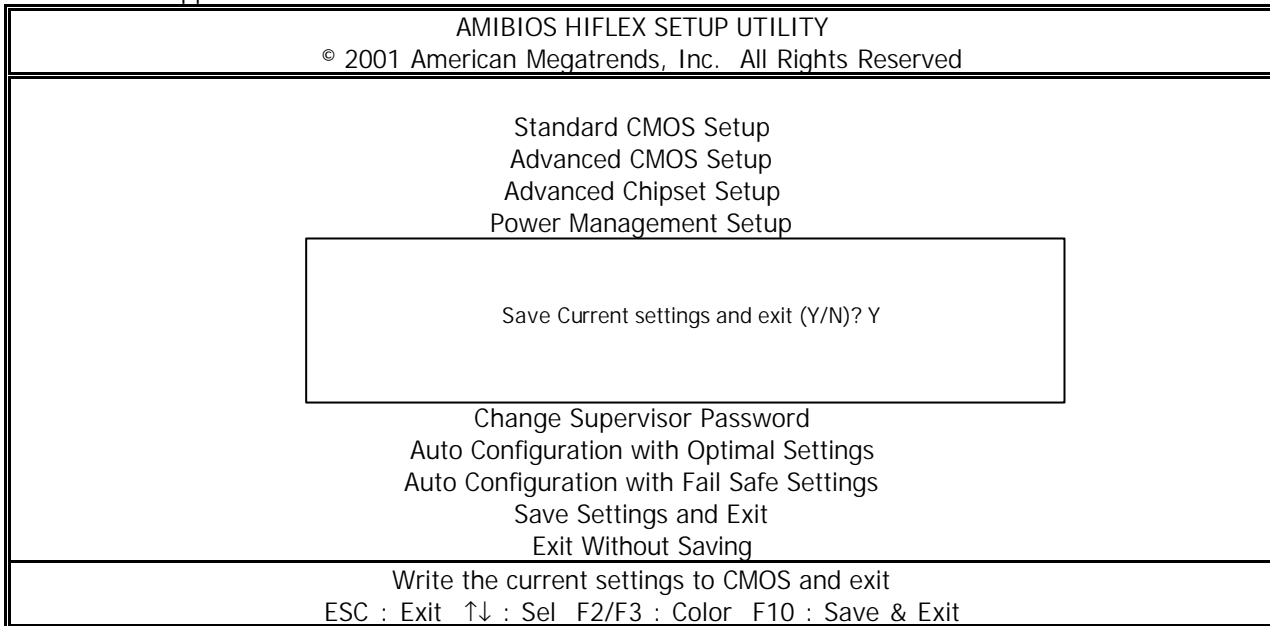 AMIBIOS HIFLEX SETUP UTILITY
© 2001 American Megatrends, Inc. All Rights Reserved
Standard CMOS Setup
Advanced CMOS Setup
Advanced Chipset Setup
Power Management Setup
Save Current settings and exit (Y/N)? Y
Change Supervisor Password
Auto Configuration with Optimal Settings
Auto Configuration with Fail Safe Settings
Save Settings and Exit
Exit Without Saving
Write the current settings to CMOS and exit
ESC : Exit ↑↓ : Sel F2/F3 : Color F10 : Save & Exit